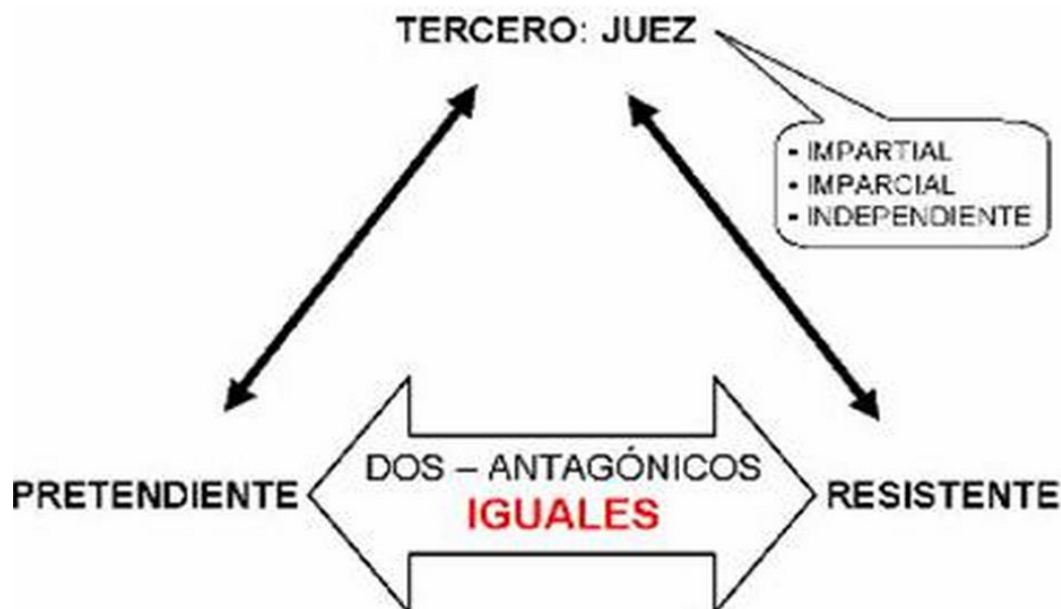 TERCERO: JUEZ
- IMPARTIAL
- IMPARCIAL
- INDEPENDIENTE
DOS – ANTAGÓNICOS
IGUALES
PRETENDIENTE
RESISTENTE